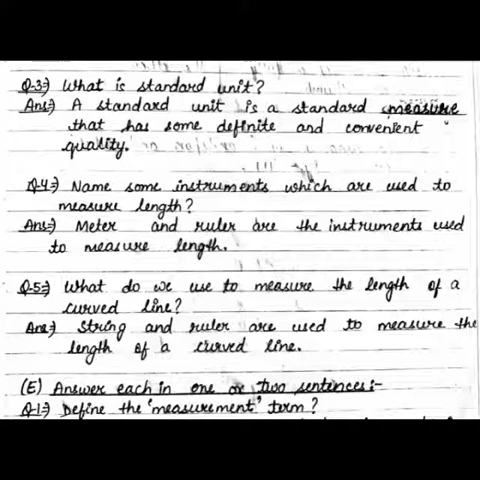 Q-3-) What is standard unit?
Ans-) A standard unit is a standard measure
that has some definite and convenient
quality.
Q-4-) Name some instruments which are used to
measure length?
Ans-) Meter and ruler are the instruments used
to measure length.
Q-5-) What do we use to measure the length of a
curved line?
Ans-) String and ruler are used to measure the
length of a curved line.
(E) Answer each in one or two sentences:-
Q-1-) Define the 'measurement' term?